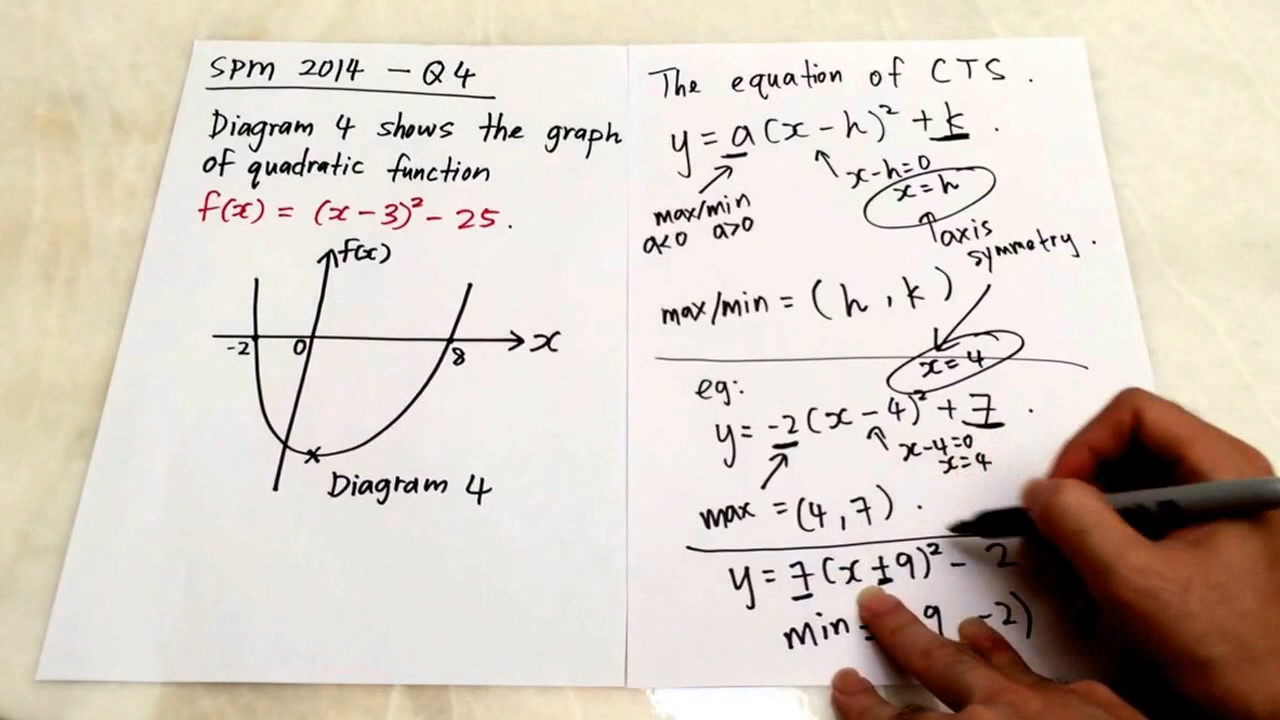 SPM 2014 – Q4
Diagram 4 shows the graph
of quadratic function
f(x) = (x – 3)² – 25.
f(x)
x
-2
0
8
Diagram 4
The equation of CTS.
y = a(x – h)² + k.
x – h = 0
x = h
max/min
a<0 a>0
axis
symmetry.
max/min = (h, k)
x = 4
eg:
y = -2(x – 4)² + 7.
x – 4 = 0
x = 4
max = (4, 7).
y = 7(x + 9)² – 2
min = 9 -2)